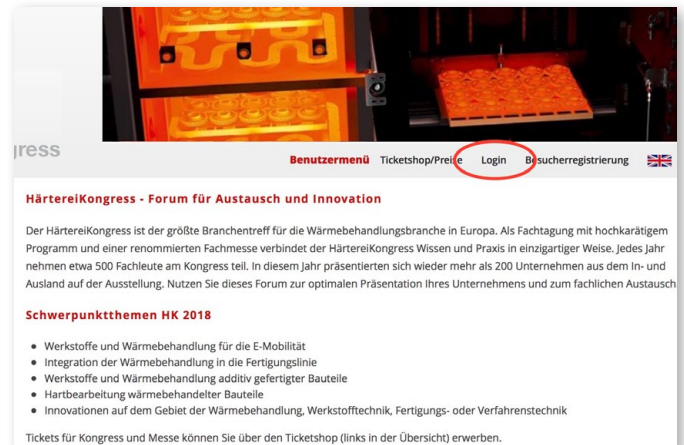 ress
Benutzermenü Ticketshop/Preise Login Besucherregistrierung
HärtereiKongress - Forum für Austausch und Innovation
Der HärtereiKongress ist der größte Branchentreff für die Wärmebehandlungsbranche in Europa. Als Fachtagung mit hochkarätigem
Programm und einer renommierten Fachmesse verbindet der HärtereiKongress Wissen und Praxis in einzigartiger Weise. Jedes Jahr
nehmen etwa 500 Fachleute am Kongress teil. In diesem Jahr präsentierten sich wieder mehr als 200 Unternehmen aus dem In- und
Ausland auf der Ausstellung. Nutzen Sie dieses Forum zur optimalen Präsentation Ihres Unternehmens und zum fachlichen Austausch
Schwerpunktthemen HK 2018
• Werkstoffe und Wärmebehandlung für die E-Mobilität
• Integration der Wärmebehandlung in die Fertigungslinie
• Werkstoffe und Wärmebehandlung additiv gefertigter Bauteile
• Hartbearbeitung wärmebehandelter Bauteile
• Innovationen auf dem Gebiet der Wärmebehandlung, Werkstofftechnik, Fertigungs- oder Verfahrenstechnik
Tickets für Kongress und Messe können Sie über den Ticketshop (links in der Übersicht) erwerben.